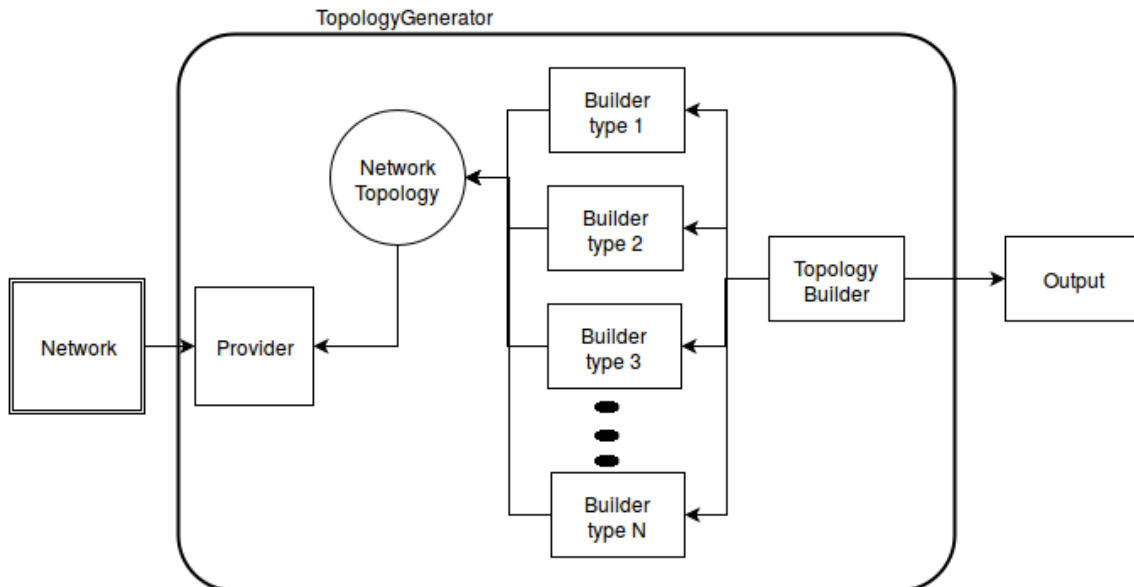 TopologyGenerator
Builder
type 1
Network
Topology
Builder
type 2
Topology
Builder
Output
Network
Provider
Builder
type 3
Builder
type N